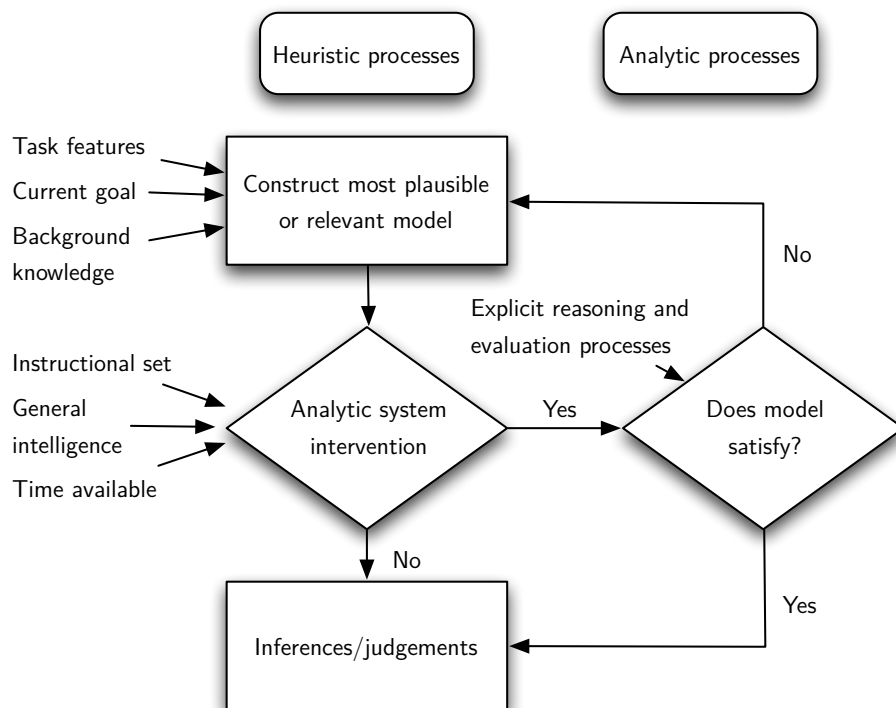 Heuristic processes
Analytic processes
Task features
Current goal
Background
knowledge
Construct most plausible
or relevant model
No
Explicit reasoning and
evaluation processes
Instructional set
General
intelligence
Time available
Analytic system
intervention
Yes
Does model
satisfy?
No
Yes
Inferences/judgements